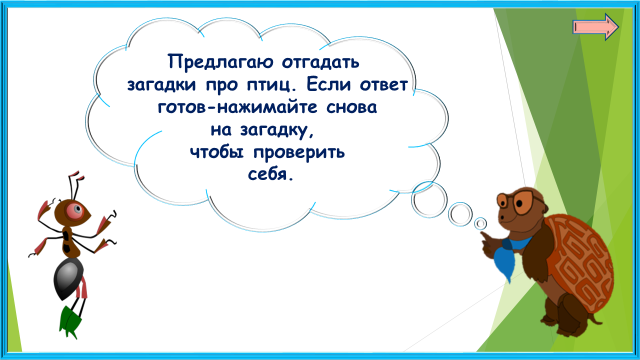 Предлагаю отгадать
загадки про птиц. Если ответ
готов-нажимайте снова
на загадку,
чтобы проверить
себя.